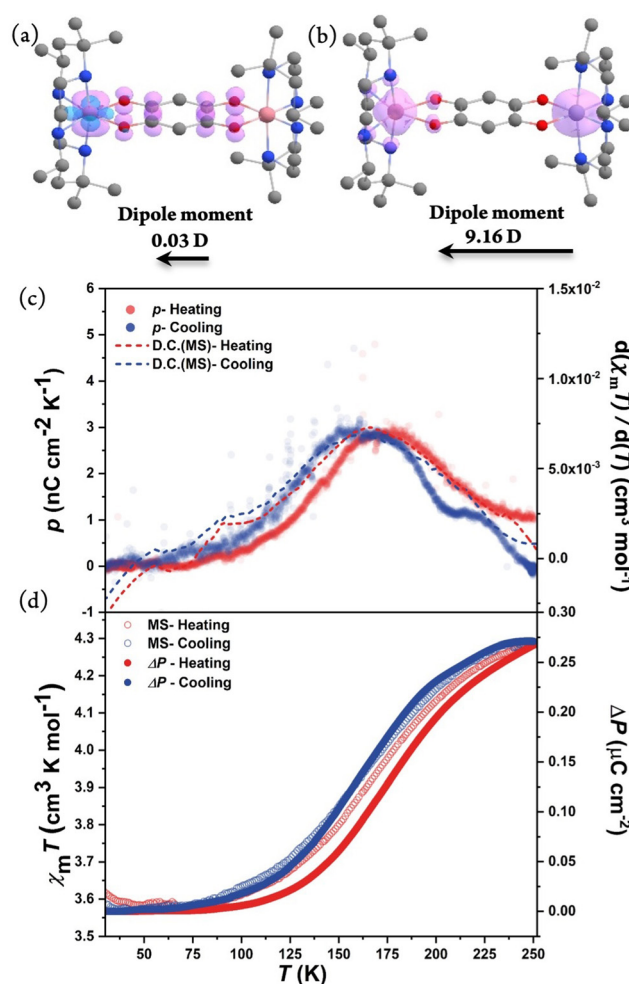 (a)
(b)
Dipole moment
0.03 D
Dipole moment
9.16 D
(c)
p- Heating
p- Cooling
D.C.(MS)- Heating
D.C.(MS)- Cooling
p (nC cm⁻² K⁻¹)
6
5
4
3
2
1
0
-1
1.5x10⁻²
1.0x10⁻²
5.0x10⁻³
0.0
d(χₘT) / d(T) (cm³ mol⁻¹)
(d)
MS- Heating
MS- Cooling
ΔP - Heating
ΔP - Cooling
χₘT (cm³ K mol⁻¹)
4.3
4.2
4.1
4.0
3.9
3.8
3.7
3.6
3.5
0.30
0.25
0.20
0.15
0.10
0.05
0.00
ΔP (μC cm⁻²)
75 100 125 150 175 200 225 250
T (K)